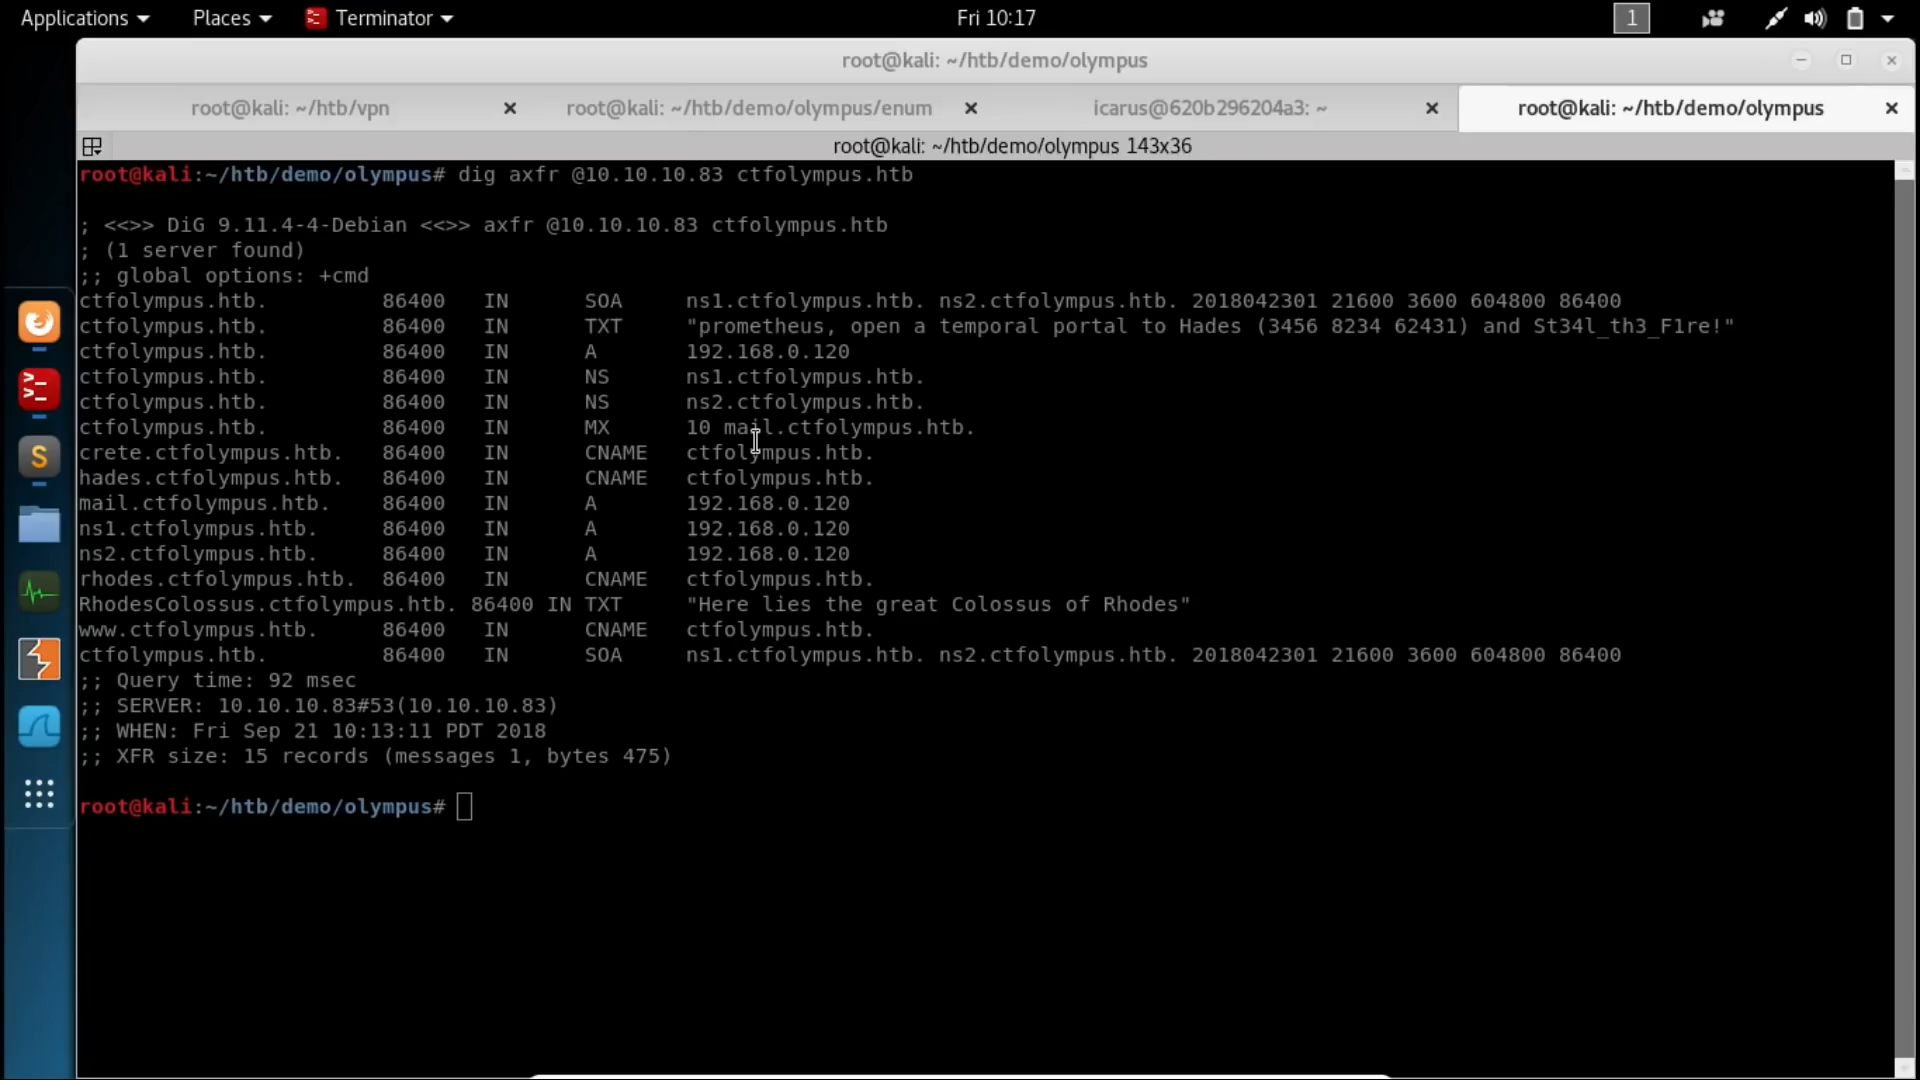 Applications Places Terminator Fri 10:17 1
root@kali: ~/htb/demo/olympus
root@kali: ~/htb/vpn root@kali: ~/htb/demo/olympus/enum icarus@620b296204a3: ~ root@kali: ~/htb/demo/olympus
root@kali: ~/htb/demo/olympus 143x36
root@kali:~/htb/demo/olympus# dig axfr @10.10.10.83 ctfolympus.htb
; <<>> DiG 9.11.4-4-Debian <<>> axfr @10.10.10.83 ctfolympus.htb
; (1 server found)
;; global options: +cmd
ctfolympus.htb. 86400 IN SOA ns1.ctfolympus.htb. ns2.ctfolympus.htb. 2018042301 21600 3600 604800 86400
ctfolympus.htb. 86400 IN TXT "prometheus, open a temporal portal to Hades (3456 8234 62431) and St34l_th3_F1re!"
ctfolympus.htb. 86400 IN A 192.168.0.120
ctfolympus.htb. 86400 IN NS ns1.ctfolympus.htb.
ctfolympus.htb. 86400 IN NS ns2.ctfolympus.htb.
ctfolympus.htb. 86400 IN MX 10 mail.ctfolympus.htb.
crete.ctfolympus.htb. 86400 IN CNAME ctfolympus.htb.
hades.ctfolympus.htb. 86400 IN CNAME ctfolympus.htb.
mail.ctfolympus.htb. 86400 IN A 192.168.0.120
ns1.ctfolympus.htb. 86400 IN A 192.168.0.120
ns2.ctfolympus.htb. 86400 IN A 192.168.0.120
rhodes.ctfolympus.htb. 86400 IN CNAME ctfolympus.htb.
RhodesColossus.ctfolympus.htb. 86400 IN TXT "Here lies the great Colossus of Rhodes"
www.ctfolympus.htb. 86400 IN CNAME ctfolympus.htb.
ctfolympus.htb. 86400 IN SOA ns1.ctfolympus.htb. ns2.ctfolympus.htb. 2018042301 21600 3600 604800 86400
;; Query time: 92 msec
;; SERVER: 10.10.10.83#53(10.10.10.83)
;; WHEN: Fri Sep 21 10:13:11 PDT 2018
;; XFR size: 15 records (messages 1, bytes 475)
root@kali:~/htb/demo/olympus#